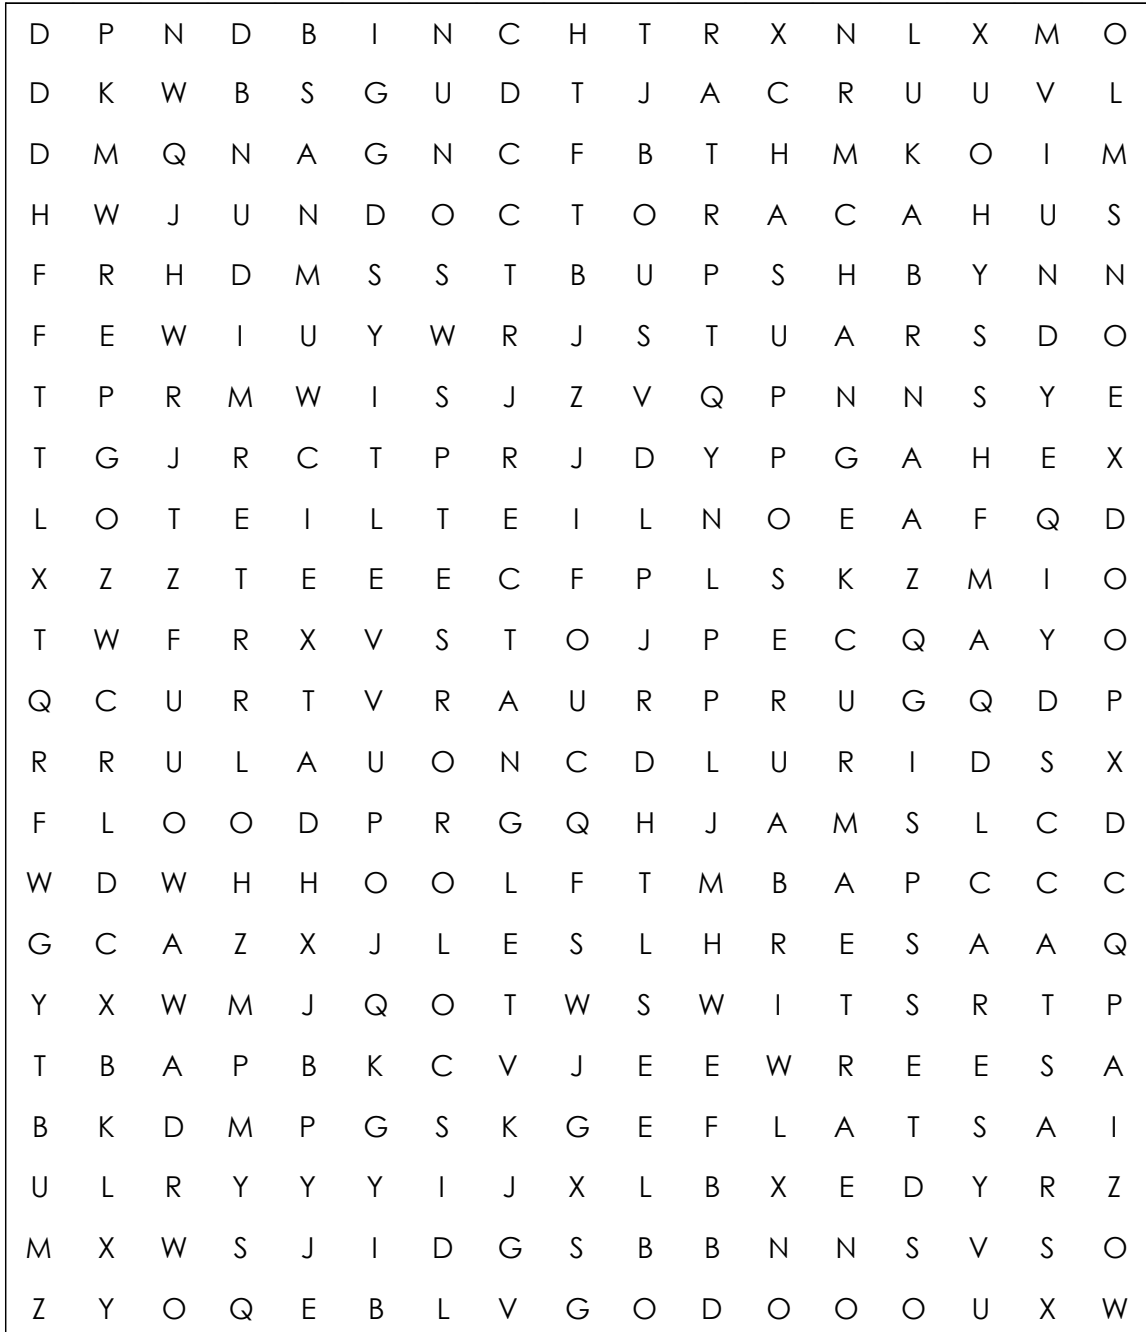 D P N D B I N C H T R X N L X M O
D K W B S G U D T J A C R U U V L
D M Q N A G N C F B T H M K O I M
H W J U N D O C T O R A C A H U S
F R H D M S S T B U P S H B Y N N
F E W I U Y W R J S T U A R S D O
T P R M W I S J Z V Q P N N S Y E
T G J R C T P R J D Y P G A H E X
L O T E I L T E I L N O E A F Q D
X Z Z T E E E C F P L S K Z M I O
T W F R X V S T O J P E C Q A Y O
Q C U R T V R A U R P R U G Q D P
R R U L A U O N C D L U R I D S X
F L O O D P R G Q H J A M S L C D
W D W H H O O L F T M B A P C C C
G C A Z X J L E S L H R E S A A Q
Y X W M J Q O T W S W I T S R T P
T B A P B K C V J E E W R E E S A
B K D M P G S K G E F L A T S A I
U L R Y Y Y I J X L B X E D Y R Z
M X W S J I D G S B B N N S V S O
Z Y O Q E B L V G O D O O O U X W